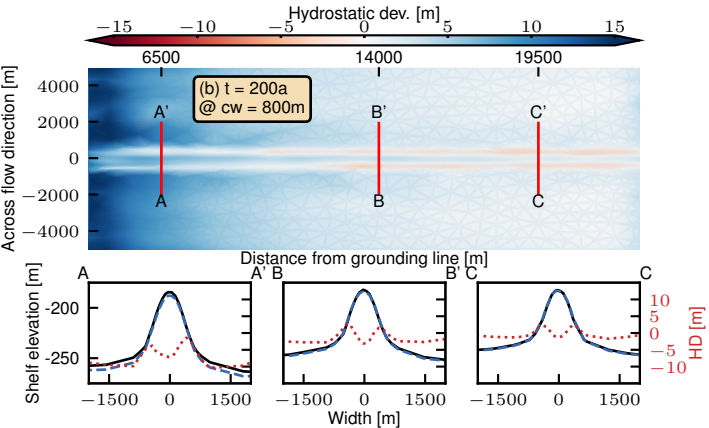 Hydrostatic dev. [m]
−15 −10 −5 0 5 10 15
6500 14000 19500
Across flow direction [m]
4000
2000
0
−2000
−4000
(b) t = 200a
@ cw = 800m
A' B' C'
A B C
Distance from grounding line [m]
A A' B B' C C
Shelf elevation [m]
-200
-250
10
5
0
−5
−10
HD [m]
−1500 0 1500 −1500 0 1500 −1500 0 1500
Width [m]